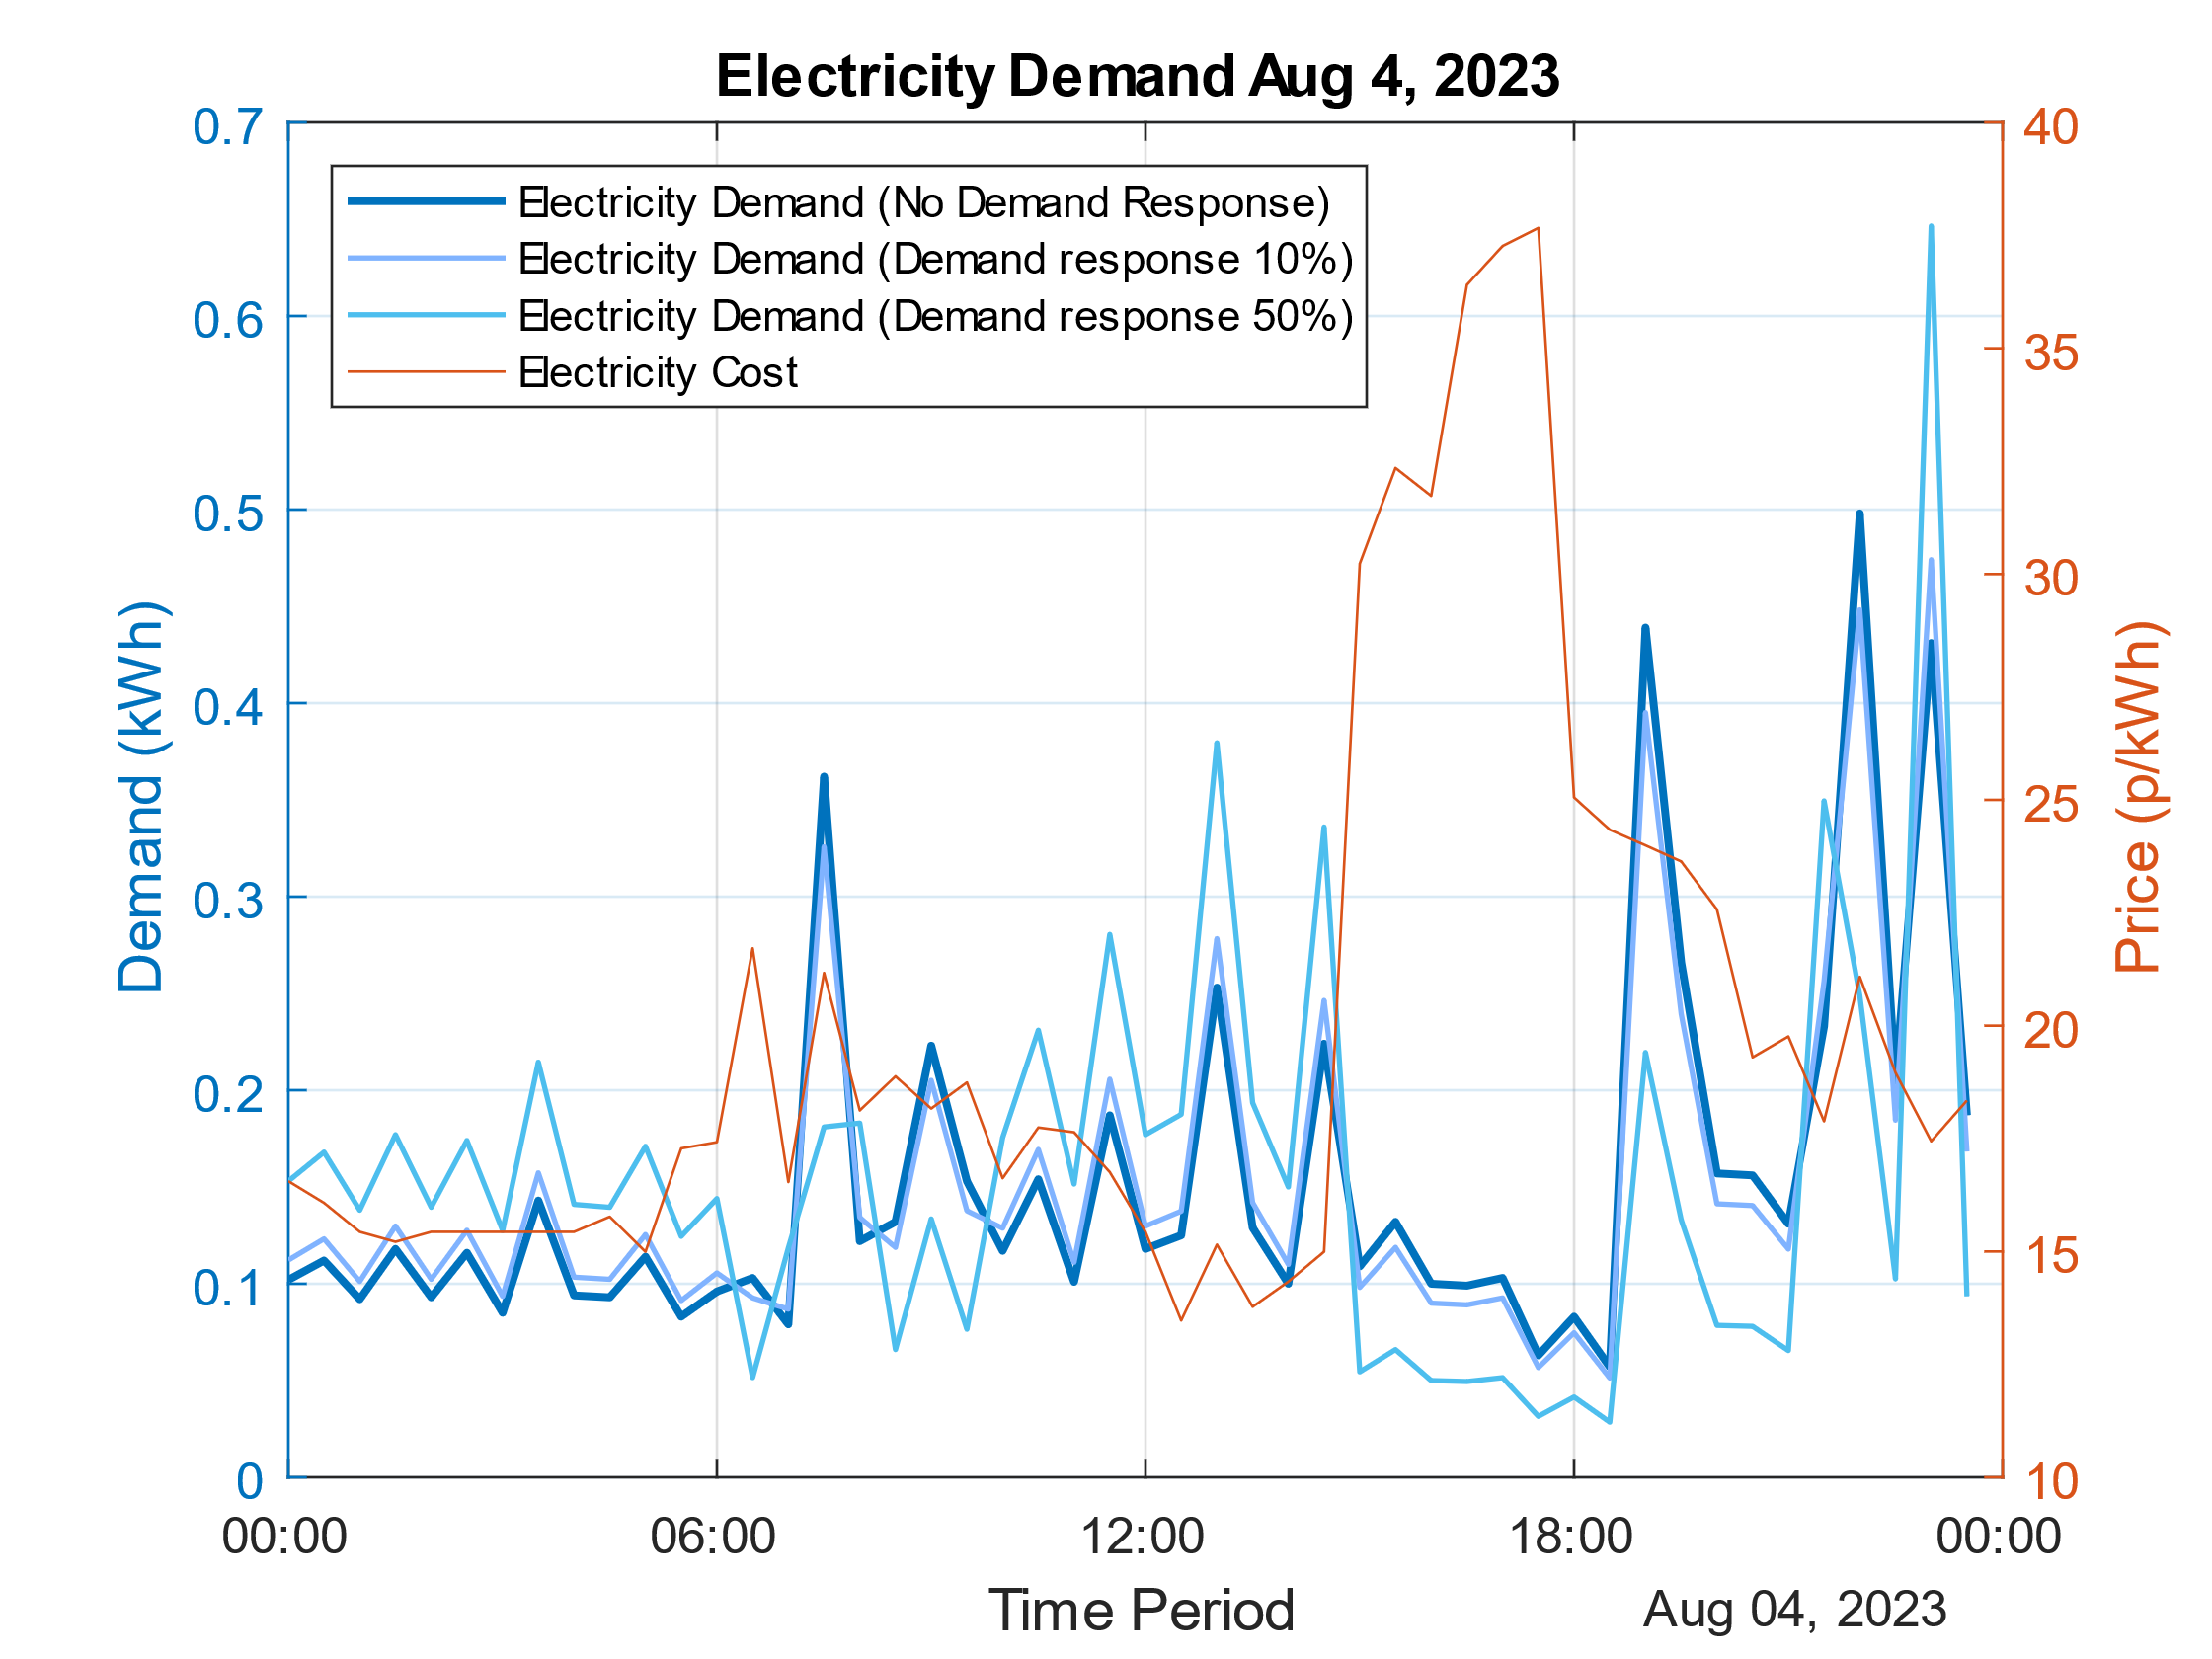 Electricity Demand Aug 4, 2023
0.7
0.6
0.5
0.4
0.3
0.2
0.1
0
Demand (kWh)
Electricity Demand (No Demand Response)
Electricity Demand (Demand response 10%)
Electricity Demand (Demand response 50%)
Electricity Cost
40
35
30
25
20
15
10
Price (p/kWh)
00:00 06:00 12:00 18:00 00:00
Time Period
Aug 04, 2023